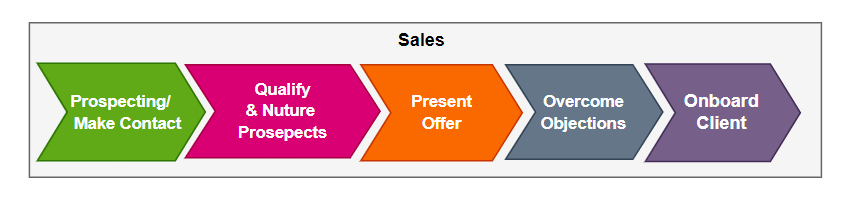 Sales
Prospecting/
Make Contact
Qualify
& Nuture
Prosepects
Present
Offer
Overcome
Objections
Onboard
Client